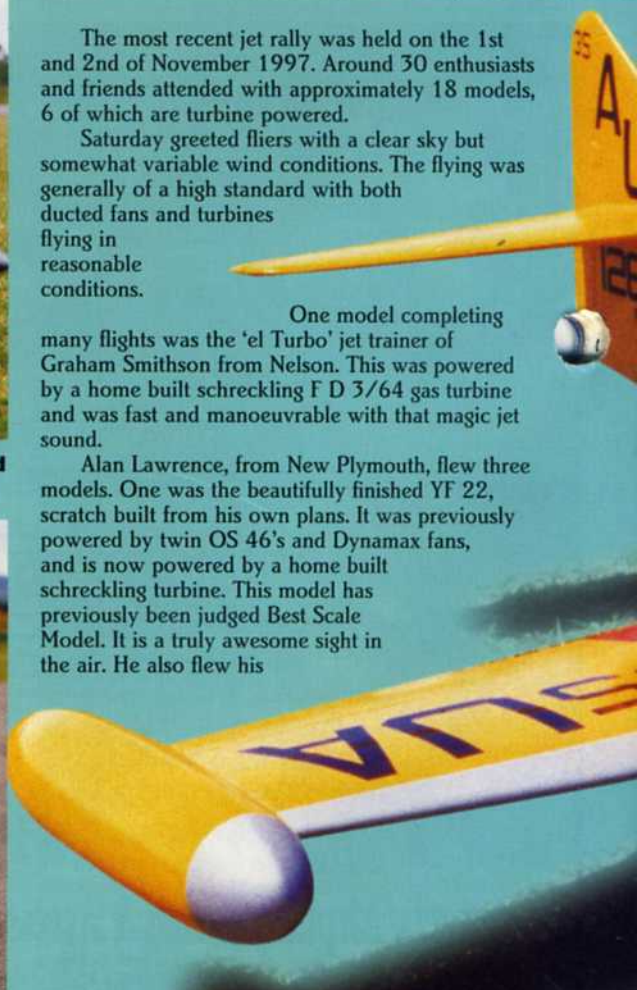 The most recent jet rally was held on the 1st
and 2nd of November 1997. Around 30 enthusiasts
and friends attended with approximately 18 models,
6 of which are turbine powered.
Saturday greeted fliers with a clear sky but
somewhat variable wind conditions. The flying was
generally of a high standard with both
ducted fans and turbines
flying in
reasonable
conditions.
One model completing
many flights was the ‘el Turbo’ jet trainer of
Graham Smithson from Nelson. This was powered
by a home built schreckling F D 3/64 gas turbine
and was fast and manoeuvrable with that magic jet
sound.
Alan Lawrence, from New Plymouth, flew three
models. One was the beautifully finished YF 22,
scratch built from his own plans. It was previously
powered by twin OS 46's and Dynamax fans,
and is now powered by a home built
schreckling turbine. This model has
previously been judged Best Scale
Model. It is a truly awesome sight in
the air. He also flew his
35
AU
128
SUA